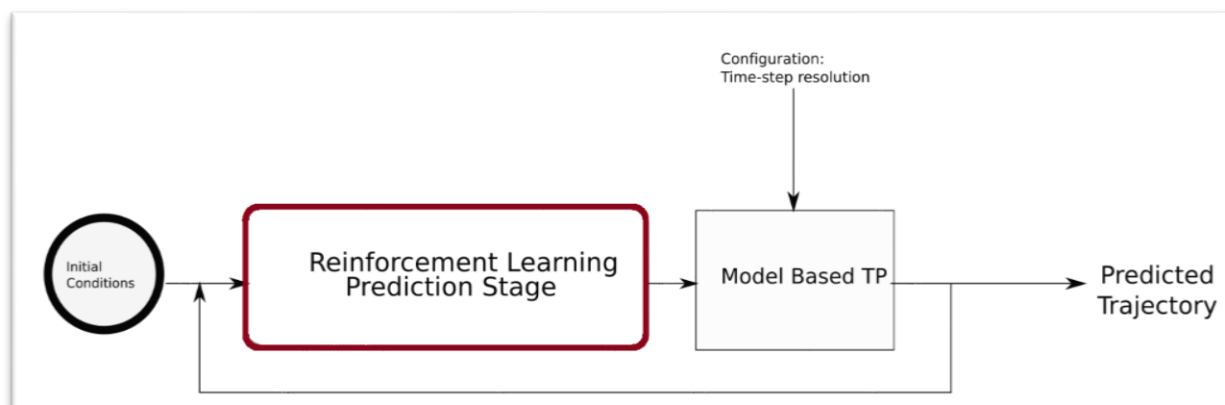 Configuration:
Time-step resolution
Initial
Conditions
Reinforcement Learning
Prediction Stage
Model Based TP
Predicted
Trajectory